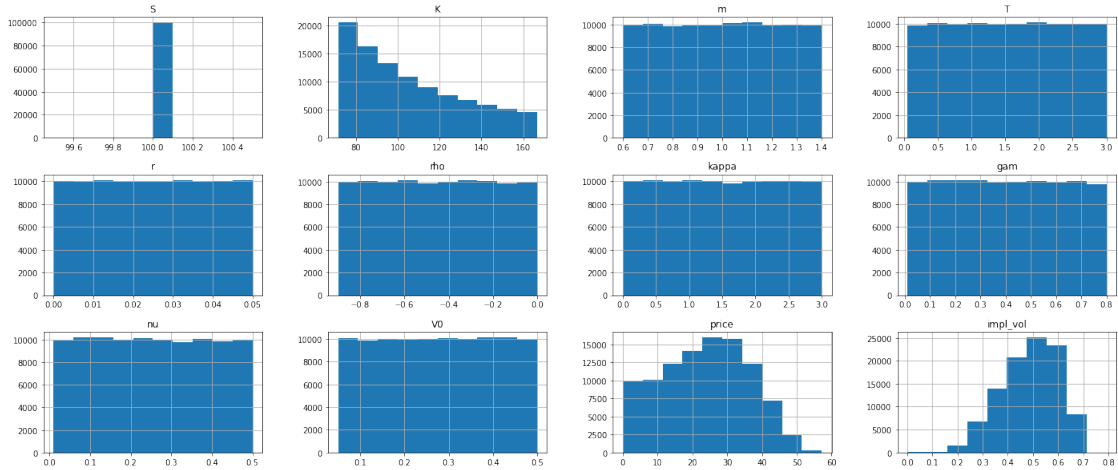 S K m T
100000 80000 60000 40000 20000 0
99.6 99.8 100.0 100.2 100.4
20000 15000 10000 5000 0
80 100 120 140 160
10000 8000 6000 4000 2000 0
0.6 0.7 0.8 0.9 1.0 1.1 1.2 1.3 1.4
10000 8000 6000 4000 2000 0
0.0 0.5 1.0 1.5 2.0 2.5 3.0
r rho kappa gam
10000 8000 6000 4000 2000 0
0.00 0.01 0.02 0.03 0.04 0.05
10000 8000 6000 4000 2000 0
−0.8 −0.6 −0.4 −0.2 0.0
10000 8000 6000 4000 2000 0
0.0 0.5 1.0 1.5 2.0 2.5 3.0
10000 8000 6000 4000 2000 0
0.0 0.1 0.2 0.3 0.4 0.5 0.6 0.7 0.8
nu V0 price impl_vol
10000 8000 6000 4000 2000 0
0.0 0.1 0.2 0.3 0.4 0.5
10000 8000 6000 4000 2000 0
0.1 0.2 0.3 0.4 0.5
15000 12500 10000 7500 5000 2500 0
0 10 20 30 40 50 60
25000 20000 15000 10000 5000 0
0.0 0.1 0.2 0.3 0.4 0.5 0.6 0.7 0.8